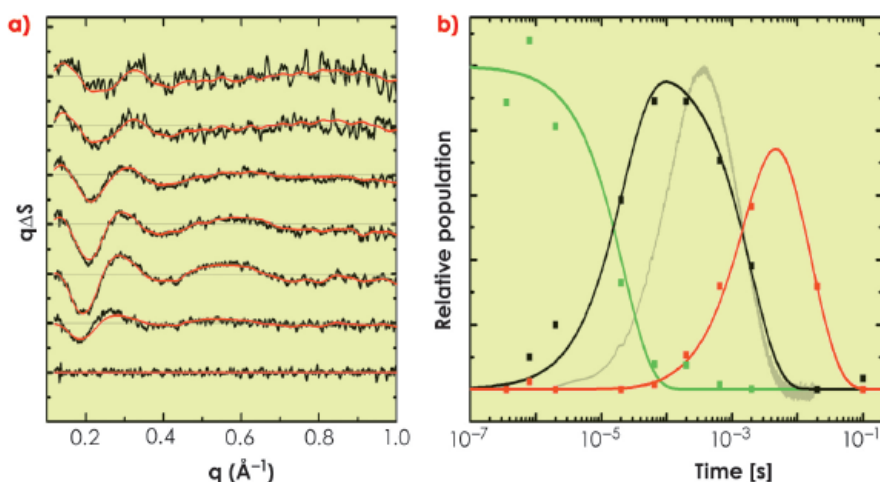 a)
qΔS
0.2 0.4 0.6 0.8 1.0
q (Å⁻¹)
b)
Relative population
10⁻⁷ 10⁻⁵ 10⁻³ 10⁻¹
Time [s]